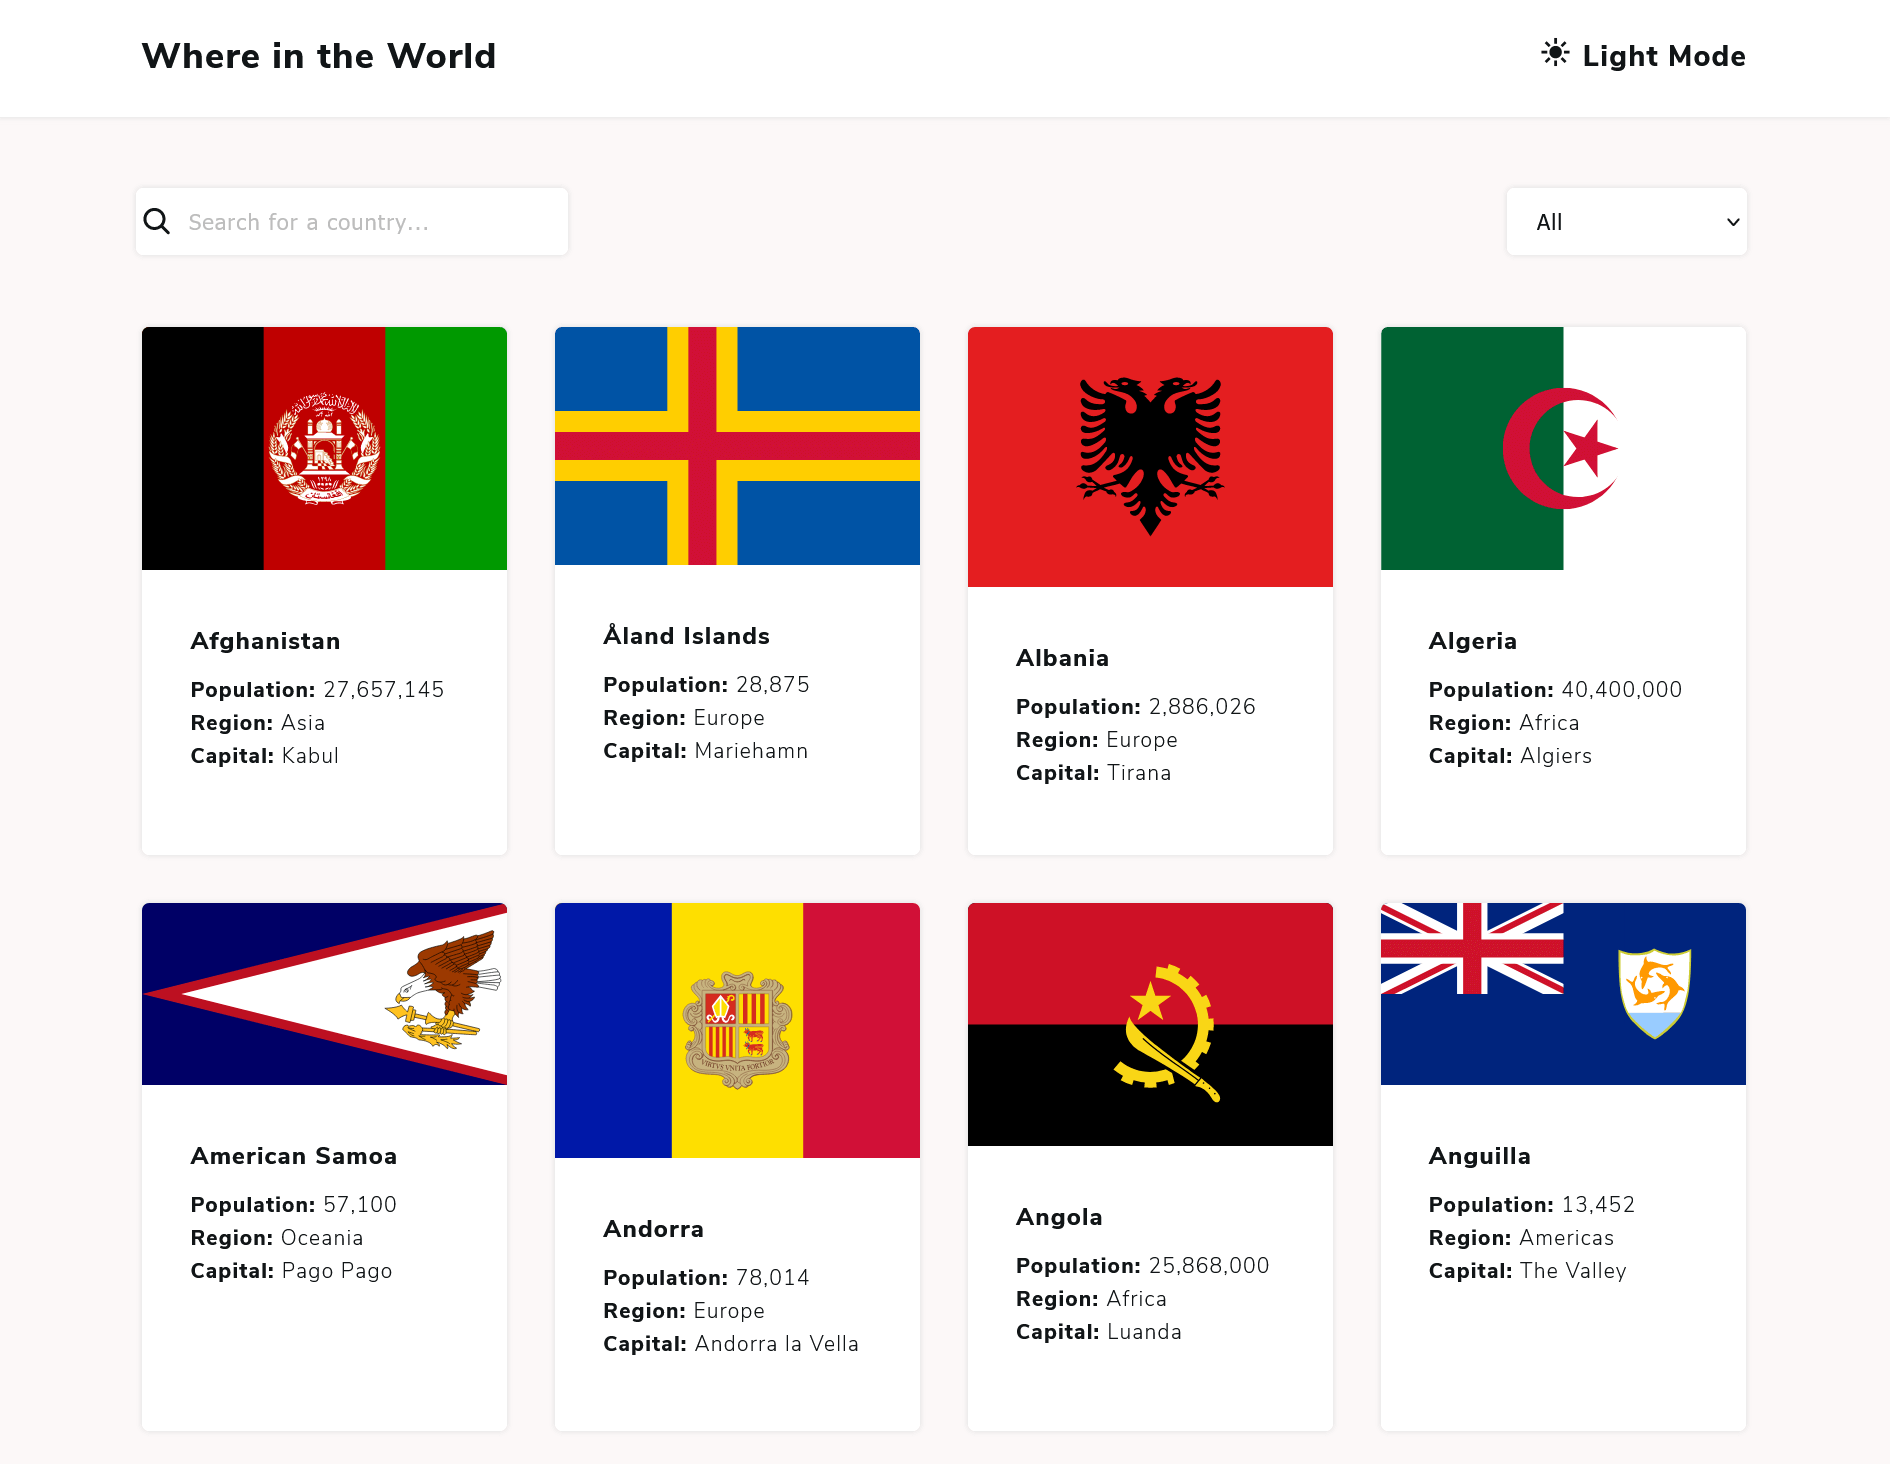 Where in the World
Light Mode
Search for a country...
All
Afghanistan
Population: 27,657,145
Region: Asia
Capital: Kabul
Åland Islands
Population: 28,875
Region: Europe
Capital: Mariehamn
Albania
Population: 2,886,026
Region: Europe
Capital: Tirana
Algeria
Population: 40,400,000
Region: Africa
Capital: Algiers
American Samoa
Population: 57,100
Region: Oceania
Capital: Pago Pago
VIRTVS VNITA FORTIOR
Andorra
Population: 78,014
Region: Europe
Capital: Andorra la Vella
Angola
Population: 25,868,000
Region: Africa
Capital: Luanda
Anguilla
Population: 13,452
Region: Americas
Capital: The Valley